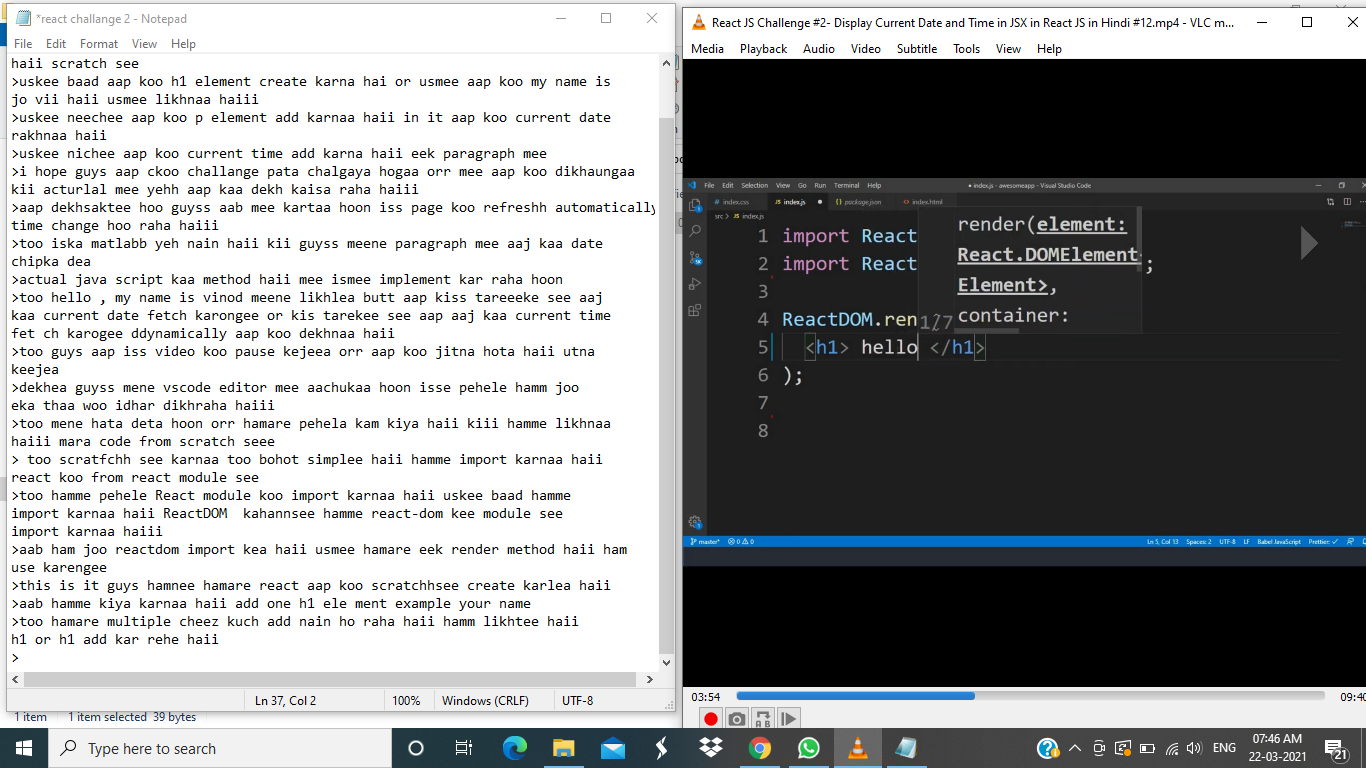 *react challange 2 - Notepad
File Edit Format View Help
haii scratch see
>uskee baad aap koo h1 element create karna hai or usmee aap koo my name is
jo vii haii usmee likhnaa haiii
>uskee neechee aap koo p element add karnaa haii in it aap koo current date
rakhnaa haii
>uskee nichee aap koo current time add karna haii eek paragraph mee
>i hope guys aap ckoo challange pata chalgaya hogaa orr mee aap koo dikhaungaa
kii acturlal mee yehh aap kaa dekh kaisa raha haiii
>aap dekhsaktee hoo guyss aab mee kartaa hoon iss page koo refreshh automatically
time change hoo raha haiii
>too iska matlabb yeh nain haii kii guyss meene paragraph mee aaj kaa date
chipka dea
>actual java script kaa method haii mee ismee implement kar raha hoon
>too hello , my name is vinod meene likhlea butt aap kiss tareeeke see aaj
kaa current date fetch karongee or kis tarekee see aap aaj kaa current time
fet ch karogee ddynamically aap koo dekhnaa haii
>too guys aap iss video koo pause kejeea orr aap koo jitna hota haii utna
keejea
>dekhea guyss mene vscode editor mee aachukaa hoon isse pehele hamm joo
eka thaa woo idhar dikhraha haiii
>too mene hata deta hoon orr hamare pehela kam kiya haii kiii hamme likhnaa
haiii mara code from scratch seee
> too scratfchh see karnaa too bohot simplee haii hamme import karnaa haii
react koo from react module see
>too hamme pehele React module koo import karnaa haii uskee baad hamme
import karnaa haii ReactDOM kahannsee hamme react-dom kee module see
import karnaa haiii
>aab ham joo reactdom import kea haii usmee hamare eek render method haii ham
use karengee
>this is it guys hamnee hamare react aap koo scratchhsee create karlea haii
>aab hamme kiya karnaa haii add one h1 ele ment example your name
>too hamare multiple cheez kuch add nain ho raha haii hamm likhtee haii
h1 or h1 add kar rehe haii
>
Ln 37, Col 2 100% Windows (CRLF) UTF-8
1 item 1 item selected 39 bytes
React JS Challenge #2- Display Current Date and Time in JSX in React JS in Hindi #12.mp4 - VLC m...
Media Playback Audio Video Subtitle Tools View Help
File Edit Selection View Go Run Terminal Help
● index.js - awesomeapp - Visual Studio Code
# index.css JS index.js ● package.json <> index.html
src > JS index.js
1 import React
2 import React ;
3
4 ReactDOM.ren
5 <h1> hello </h1>
6 );
7
8
1/7
render(element:
React.DOMElement
Element>,
container:
master* 0 0 Ln 5, Col 13 Spaces: 2 UTF-8 LF Babel JavaScript Prettier: ✓
03:54 09:40
Type here to search
ENG
07:46 AM
22-03-2021
21